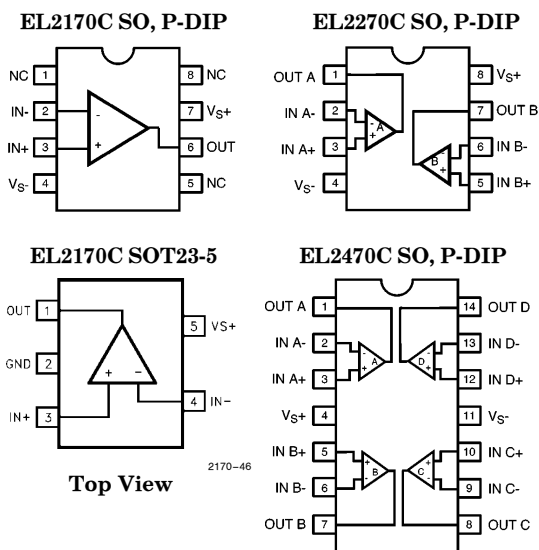 EL2170C SO, P-DIP
NC 1
8 NC
IN- 2
7 VS+
IN+ 3
6 OUT
VS- 4
5 NC
-
+
EL2270C SO, P-DIP
OUT A 1
8 VS+
IN A- 2
7 OUT B
IN A+ 3
6 IN B-
VS- 4
5 IN B+
- A
+
B -
+
EL2170C SOT23-5
OUT 1
5 VS+
GND 2
4 IN-
IN+ 3
+ -
2170-46
Top View
EL2470C SO, P-DIP
OUT A 1
14 OUT D
IN A- 2
13 IN D-
IN A+ 3
12 IN D+
VS+ 4
11 VS-
IN B+ 5
10 IN C+
IN B- 6
9 IN C-
OUT B 7
8 OUT C
- A
+
D -
+
+
B
-
+
C
-